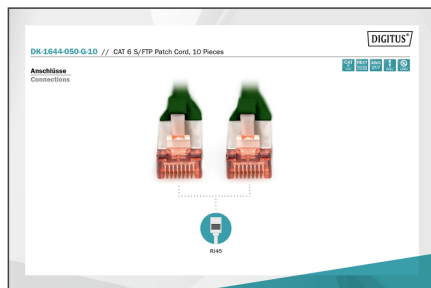 DIGITUS®
DK-1644-050-G-10 // CAT 6 S/FTP Patch Cord, 10 Pieces
Anschlüsse
Connections
RJ45